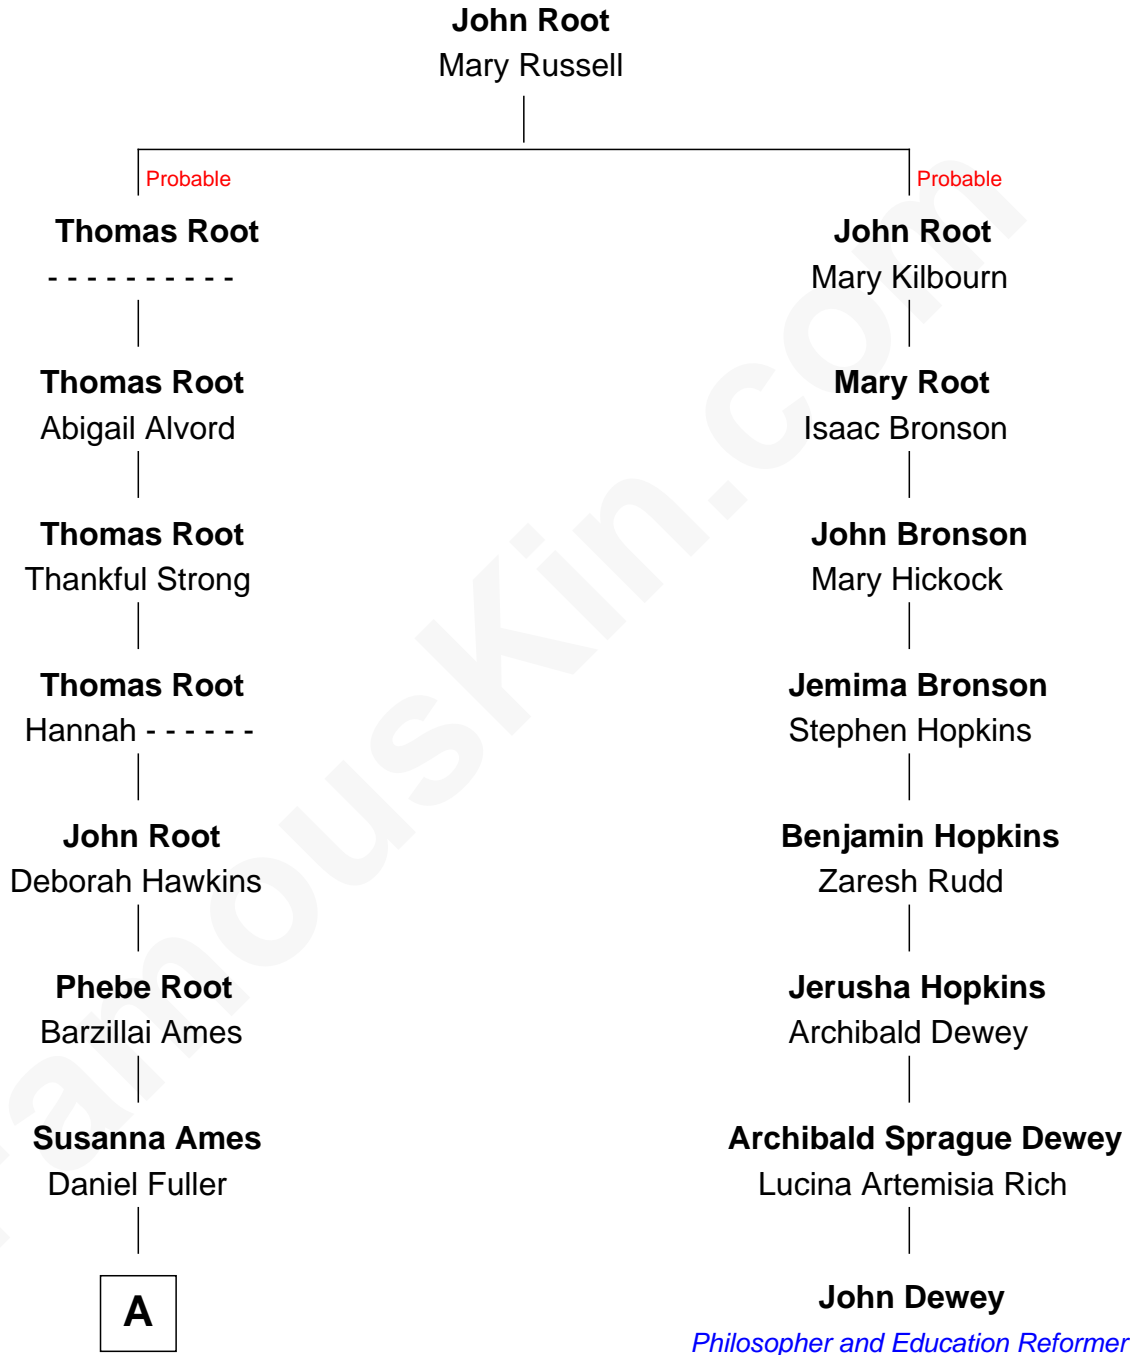 John Root
Mary Russell
Probable
Probable
Thomas Root
- - - - - - - - - -
John Root
Mary Kilbourn
Thomas Root
Abigail Alvord
Mary Root
Isaac Bronson
Thomas Root
Thankful Strong
John Bronson
Mary Hickock
Thomas Root
Hannah - - - - - -
Jemima Bronson
Stephen Hopkins
John Root
Deborah Hawkins
Benjamin Hopkins
Zaresh Rudd
Phebe Root
Barzillai Ames
Jerusha Hopkins
Archibald Dewey
Susanna Ames
Daniel Fuller
Archibald Sprague Dewey
Lucina Artemisia Rich
A
John Dewey
Philosopher and Education Reformer
FamousKin.com